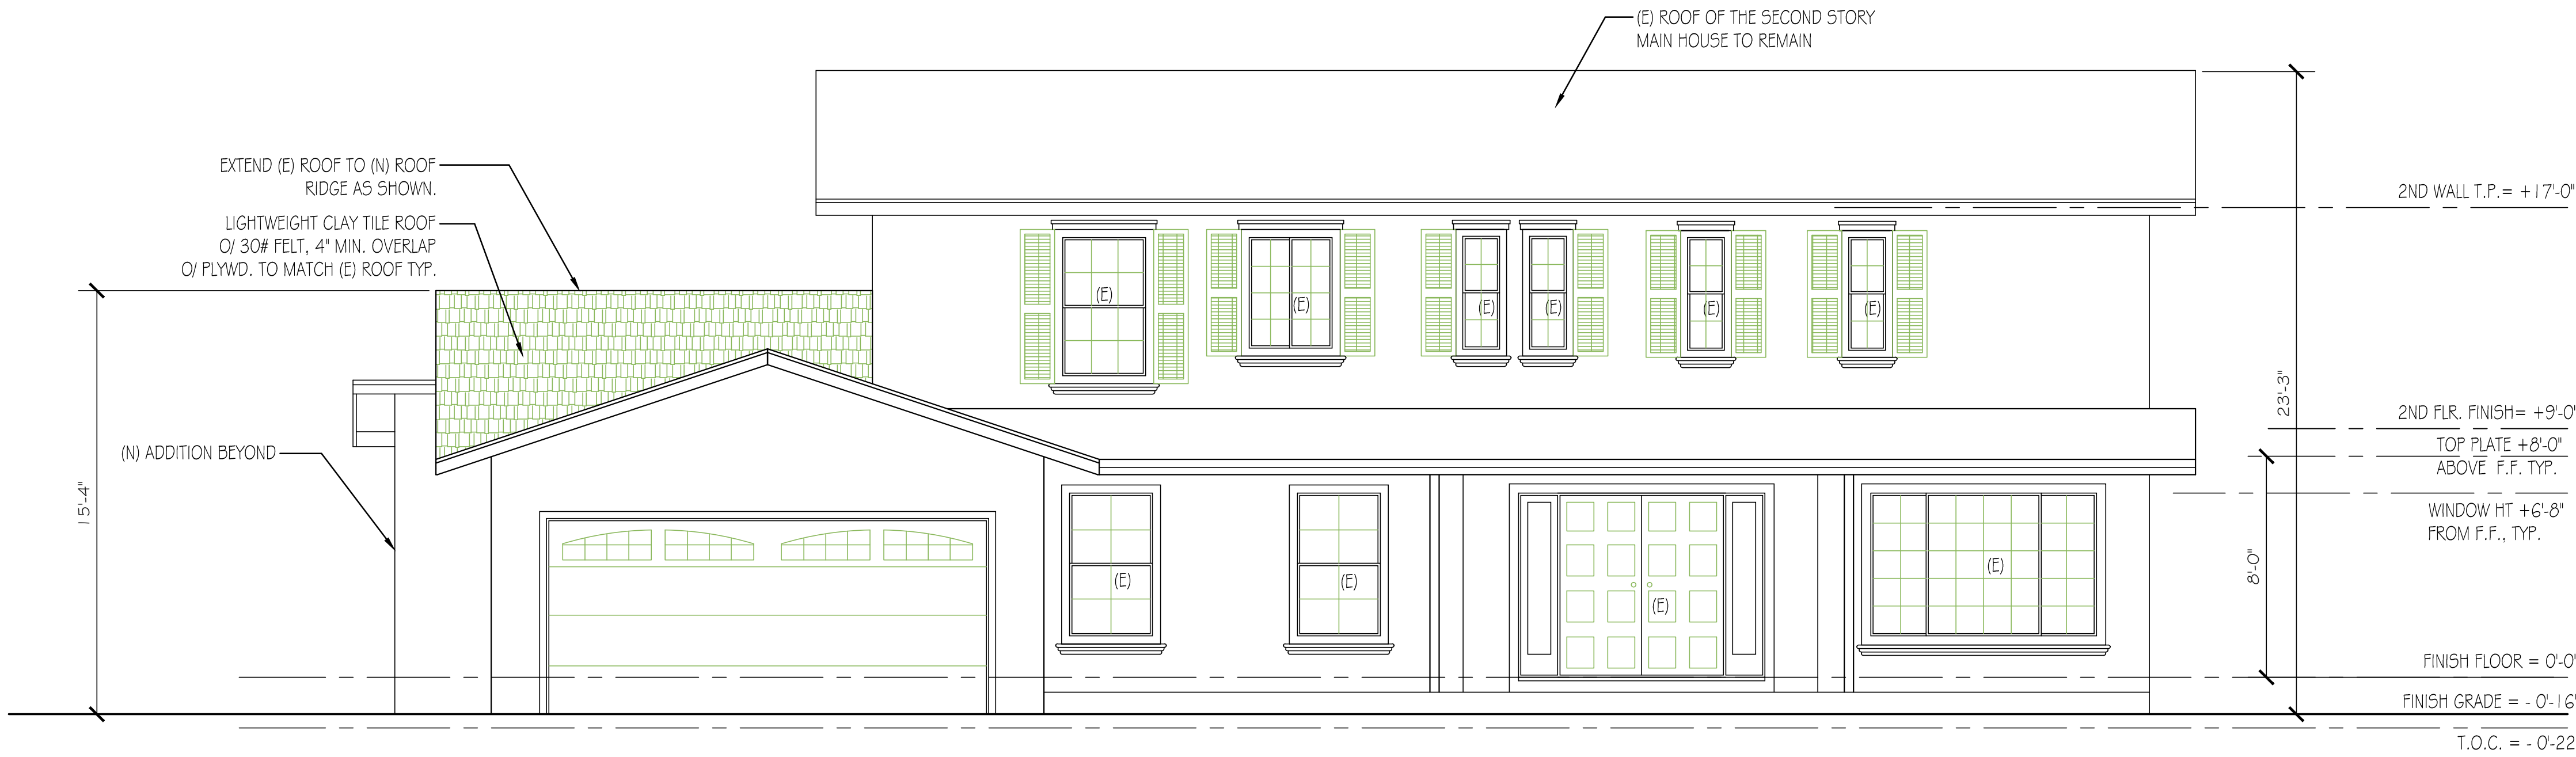 (E) ROOF OF THE SECOND STORY
MAIN HOUSE TO REMAIN
EXTEND (E) ROOF TO (N) ROOF
RIDGE AS SHOWN.
LIGHTWEIGHT CLAY TILE ROOF
O/ 30# FELT, 4" MIN. OVERLAP
O/ PLYWD. TO MATCH (E) ROOF TYP.
(N) ADDITION BEYOND
15'-4"
(E)
(E)
(E)
(E)
(E)
(E)
(E)
(E)
(E)
(E)
23'-3"
8'-0"
2ND WALL T.P.= +17'-0"
2ND FLR. FINISH= +9'-0"
TOP PLATE +8'-0"
ABOVE F.F. TYP.
WINDOW HT +6'-8"
FROM F.F., TYP.
FINISH FLOOR = 0'-0"
FINISH GRADE = - 0'-16"
T.O.C. = - 0'-22